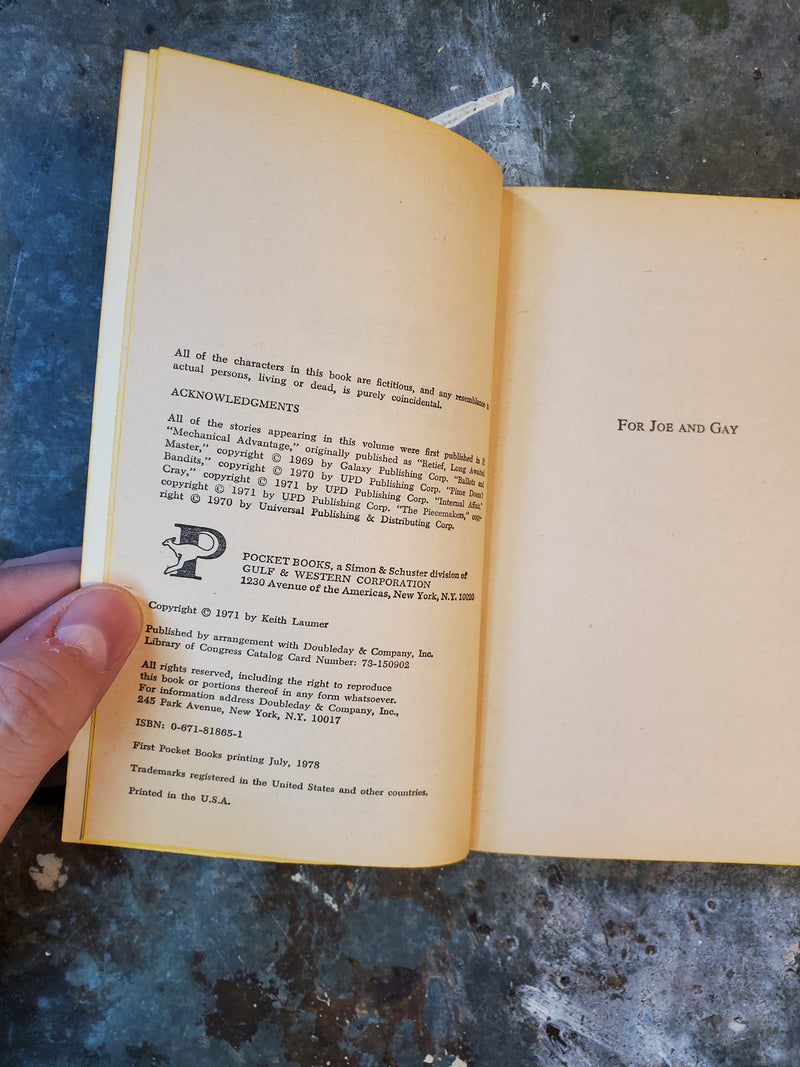 All of the characters in this book are fictitious, and any resemblance
actual persons, living or dead, is purely coincidental.
ACKNOWLEDGMENTS
All of the stories appearing in this volume were first published in
"Mechanical Advantage," originally published as "Retief, Long Awaited
Master," copyright © 1969 by Galaxy Publishing Corp. "Ballots and
Bandits," copyright © 1970 by UPD Publishing Corp. "Pime Doesn't
Cray," copyright © 1971 by UPD Publishing Corp. "Internal Affair,"
copyright © 1971 by UPD Publishing Corp. "The Piecemakers," copy-
right © 1970 by Universal Publishing & Distributing Corp.
P
POCKET BOOKS, a Simon & Schuster division of
GULF & WESTERN CORPORATION
1230 Avenue of the Americas, New York, N.Y. 10020
Copyright © 1971 by Keith Laumer
Published by arrangement with Doubleday & Company, Inc.
Library of Congress Catalog Card Number: 73-150902
All rights reserved, including the right to reproduce
this book or portions thereof in any form whatsoever.
For information address Doubleday & Company, Inc.,
245 Park Avenue, New York, N.Y. 10017
ISBN: 0-671-81865-1
First Pocket Books printing July, 1978
Trademarks registered in the United States and other countries.
Printed in the U.S.A.
FOR JOE AND GAY